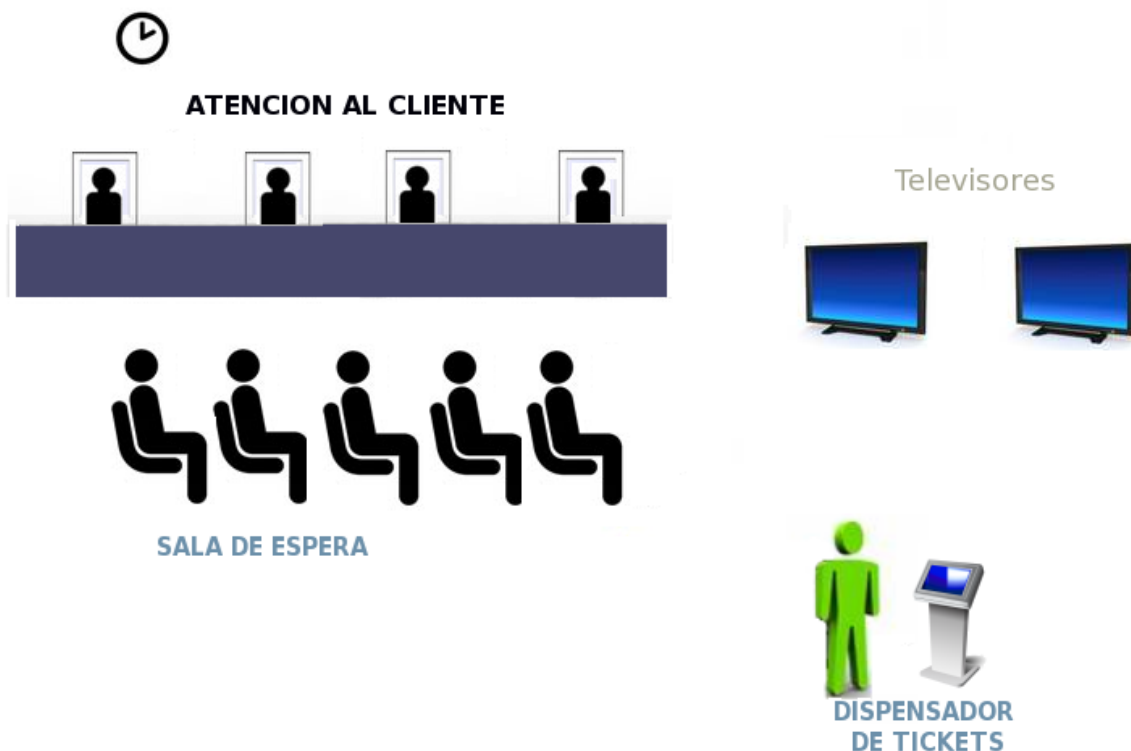 ATENCION AL CLIENTE
Televisores
SALA DE ESPERA
DISPENSADOR
DE TICKETS